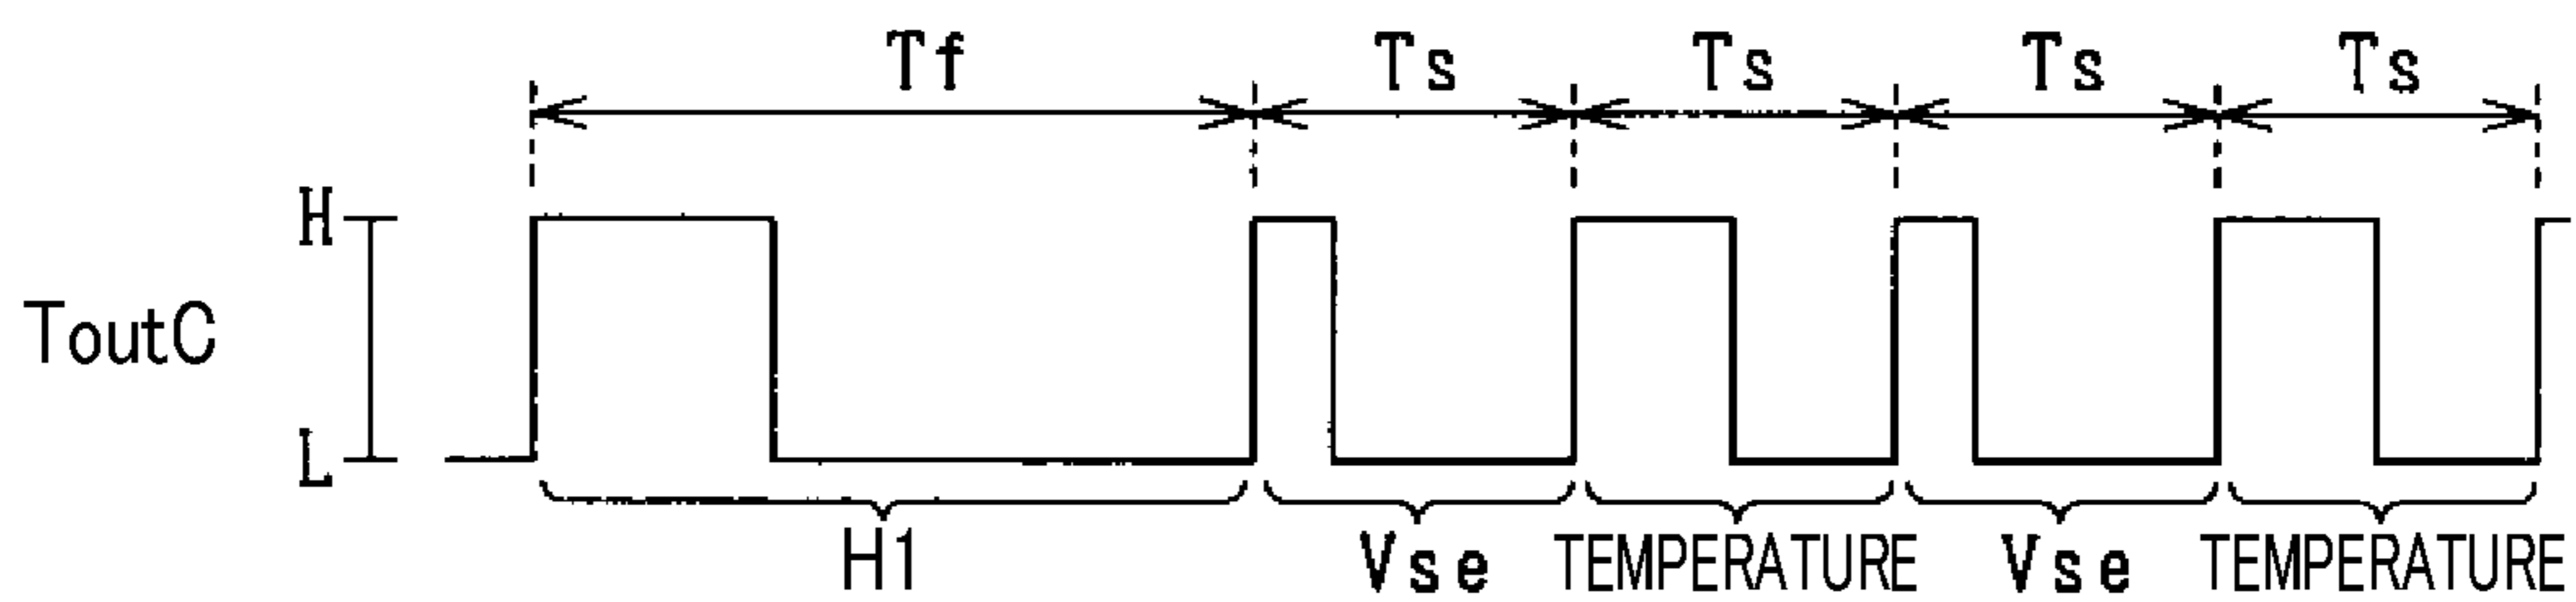 Tf Ts Ts Ts Ts
H
ToutC
L
H1 Vse TEMPERATURE Vse TEMPERATURE